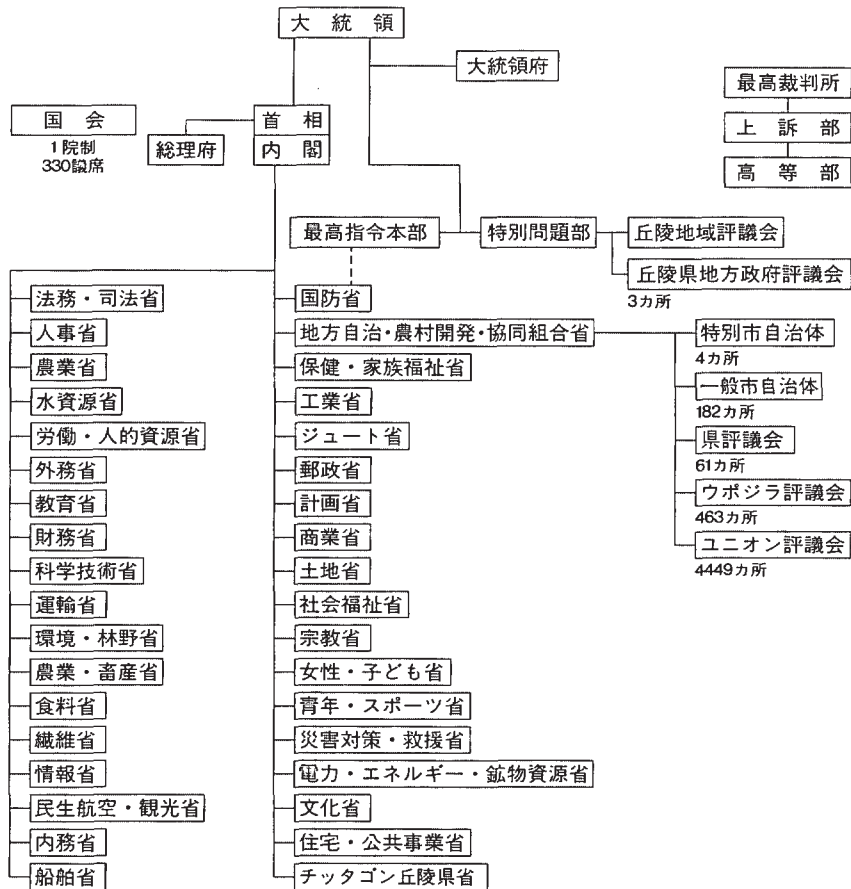 大統領
大統領府
最高裁判所
上訴部
高等部
国会
1院制
330議席
首相
内閣
総理府
最高指令本部
特別問題部
丘陵地域評議会
丘陵県地方政府評議会
3カ所
法務・司法省
人事省
農業省
水資源省
労働・人的資源省
外務省
教育省
財務省
科学技術省
運輸省
環境・林野省
農業・畜産省
食料省
繊維省
情報省
民生航空・観光省
内務省
船舶省
国防省
地方自治・農村開発・協同組合省
保健・家族福祉省
工業省
ジュート省
郵政省
計画省
商業省
土地省
社会福祉省
宗教省
女性・子ども省
青年・スポーツ省
災害対策・救援省
電力・エネルギー・鉱物資源省
文化省
住宅・公共事業省
チッタゴン丘陵県省
特別市自治体
4カ所
一般市自治体
182カ所
県評議会
61カ所
ウポジラ評議会
463カ所
ユニオン評議会
4449カ所